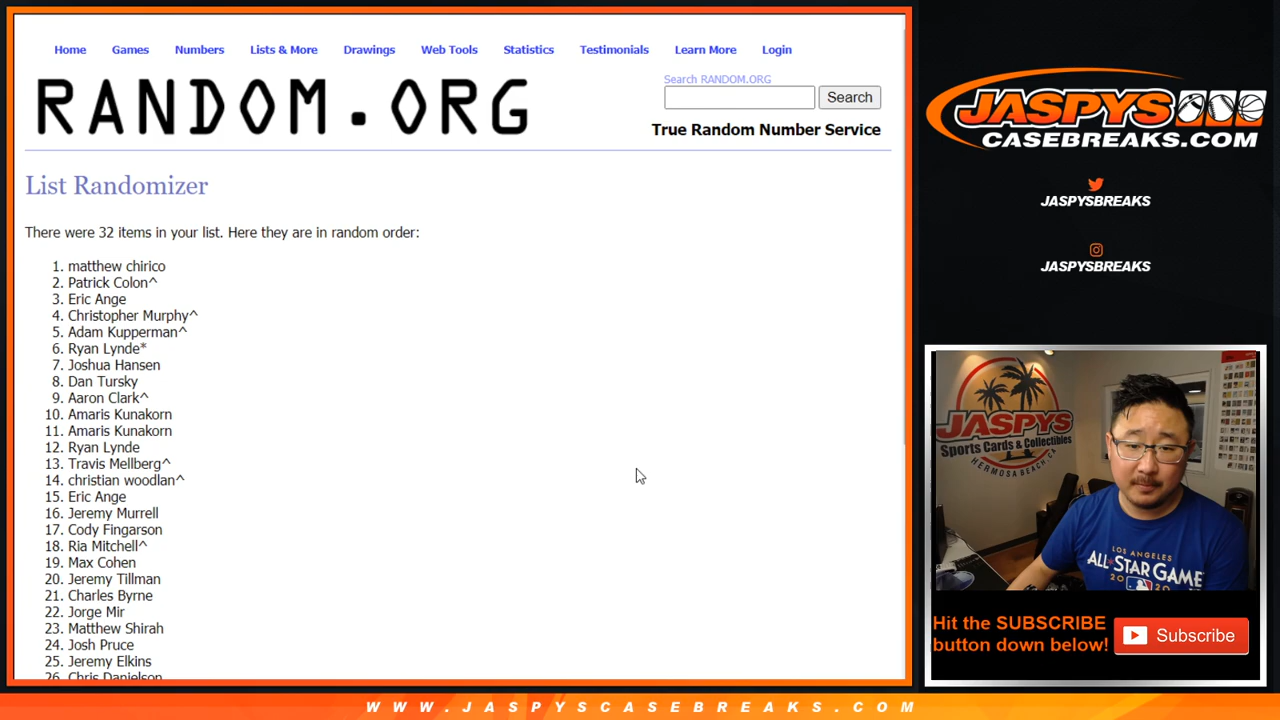 Home Games Numbers Lists & More Drawings Web Tools Statistics Testimonials Learn More Login
RANDOM.ORG
Search RANDOM.ORG
Search
True Random Number Service
List Randomizer
There were 32 items in your list. Here they are in random order:
1. matthew chirico
2. Patrick Colon^
3. Eric Ange
4. Christopher Murphy^
5. Adam Kupperman^
6. Ryan Lynde*
7. Joshua Hansen
8. Dan Tursky
9. Aaron Clark^
10. Amaris Kunakorn
11. Amaris Kunakorn
12. Ryan Lynde
13. Travis Mellberg^
14. christian woodlan^
15. Eric Ange
16. Jeremy Murrell
17. Cody Fingarson
18. Ria Mitchell^
19. Max Cohen
20. Jeremy Tillman
21. Charles Byrne
22. Jorge Mir
23. Matthew Shirah
24. Josh Pruce
25. Jeremy Elkins
26. Chris Danielson
JASPYS
CASEBREAKS.COM
JASPYSBREAKS
JASPYSBREAKS
JASPYS
Sports Cards & Collectibles
HERMOSA BEACH, CA
LOS ANGELES
ALL-STAR GAME
20 20
Hit the SUBSCRIBE
button down below!
Subscribe
WWW.JASPYSCASEBREAKS.COM